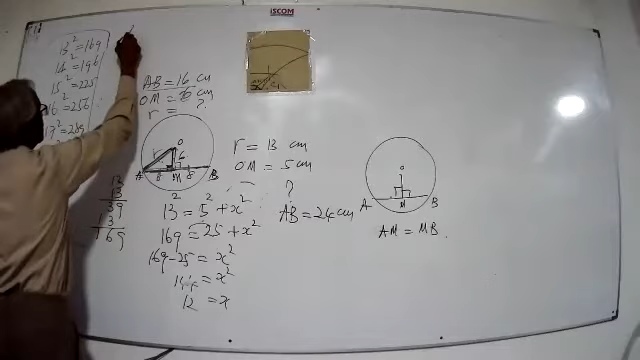 ISCOM
13² = 169
14² = 196
15² = 225
16² = 256
17² = 289
AB = 16 cm
OM = 6 cm
r = ?
O
r
6
A
8
M
8
B
13
13
39
13
169
r = 13 cm
OM = 5 cm
?
AB = 24 cm
13² = 5² + x²
169 = 25 + x²
169 - 25 = x²
144 = x²
12 = x
O
A
M
B
AM = MB.